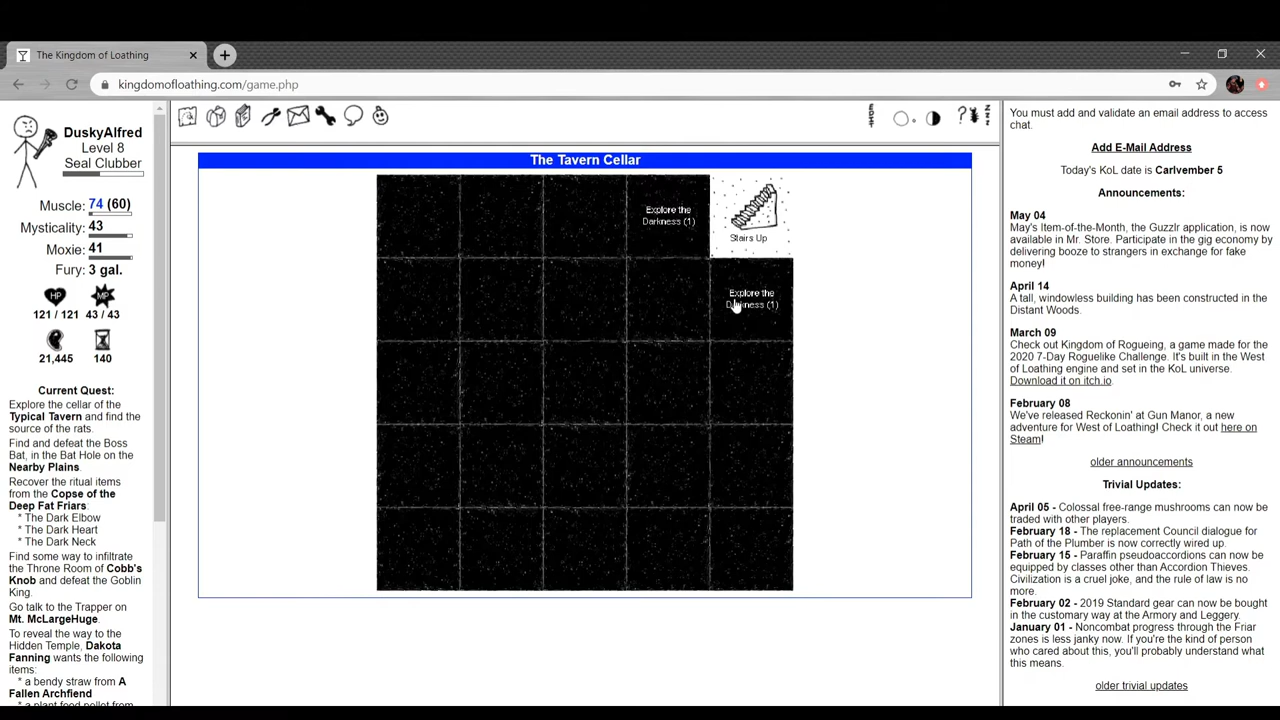 The Kingdom of Loathing
kingdomofloathing.com/game.php
DuskyAlfred
Level 8
Seal Clubber
Muscle: 74 (60)
Mysticality: 43
Moxie: 41
Fury: 3 gal.
HP
MP
121 / 121
43 / 43
21,445
140
Current Quest:
Explore the cellar of the
Typical Tavern and find the
source of the rats.
Find and defeat the Boss
Bat, in the Bat Hole on the
Nearby Plains.
Recover the ritual items
from the Copse of the
Deep Fat Friars:
* The Dark Elbow
* The Dark Heart
* The Dark Neck
Find some way to infiltrate
the Throne Room of Cobb's
Knob and defeat the Goblin
King.
Go talk to the Trapper on
Mt. McLargeHuge.
To reveal the way to the
Hidden Temple, Dakota
Fanning wants the following
items:
* a bendy straw from A
Fallen Archfiend
* a plant food pellet from
The Tavern Cellar
Explore the
Darkness (1)
Stairs Up
Explore the
Darkness (1)
You must add and validate an email address to access
chat.
Add E-Mail Address
Today's KoL date is Carlvember 5
Announcements:
May 04
May's Item-of-the-Month, the Guzzlr application, is now
available in Mr. Store. Participate in the gig economy by
delivering booze to strangers in exchange for fake
money!
April 14
A tall, windowless building has been constructed in the
Distant Woods.
March 09
Check out Kingdom of Rogueing, a game made for the
2020 7-Day Roguelike Challenge. It's built in the West
of Loathing engine and set in the KoL universe.
Download it on itch.io.
February 08
We've released Reckonin' at Gun Manor, a new
adventure for West of Loathing! Check it out here on
Steam!
older announcements
Trivial Updates:
April 05 - Colossal free-range mushrooms can now be
traded with other players.
February 18 - The replacement Council dialogue for
Path of the Plumber is now correctly wired up.
February 15 - Paraffin pseudoaccordions can now be
equipped by classes other than Accordion Thieves.
Civilization is a cruel joke, and the rule of law is no
more.
February 02 - 2019 Standard gear can now be bought
in the customary way at the Armory and Leggery.
January 01 - Noncombat progress through the Friar
zones is less janky now. If you're the kind of person
who cared about this, you'll probably understand what
this means.
older trivial updates